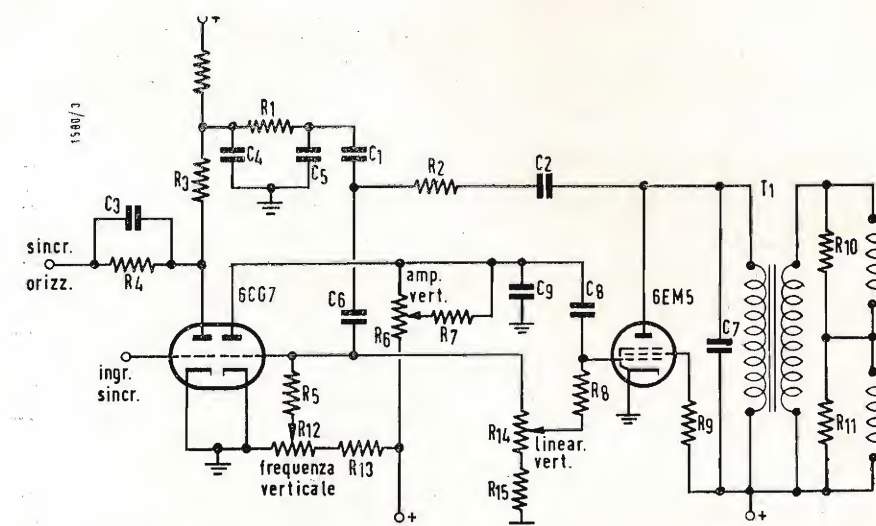 +
1580/3
R1
C4
C5
C1
R3
R2
C2
T1
C3
sincr.
orizz.
R4
R10
amp.
vert.
6CG7
C6
C9
C8
6EM5
R6
R7
C7
ingr.
sincr.
R5
R8
R12
R14
linear.
vert.
R9
R11
frequenza
verticale
R13
R15
+
+